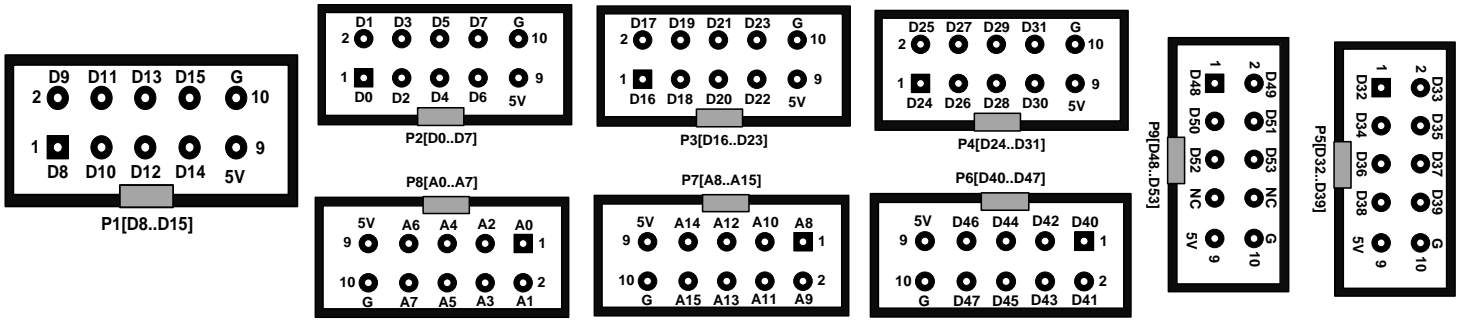 D9 D11 D13 D15 G
2 10
1 9
D8 D10 D12 D14 5V
P1[D8..D15]
D1 D3 D5 D7 G
2 10
1 9
D0 D2 D4 D6 5V
P2[D0..D7]
D17 D19 D21 D23 G
2 10
1 9
D16 D18 D20 D22 5V
P3[D16..D23]
D25 D27 D29 D31 G
2 10
1 9
D24 D26 D28 D30 5V
P4[D24..D31]
P8[A0..A7]
5V A6 A4 A2 A0
9 1
10 2
G A7 A5 A3 A1
P7[A8..A15]
5V A14 A12 A10 A8
9 1
10 2
G A15 A13 A11 A9
P6[D40..D47]
5V D46 D44 D42 D40
9 1
10 2
G D47 D45 D43 D41
P9[D48..D53]
1 2
D48 D49
D50 D51
D52 D53
NC NC
5V G
9 10
P5[D32..D39]
1 2
D32 D33
D34 D35
D36 D37
D38 D39
5V G
9 10